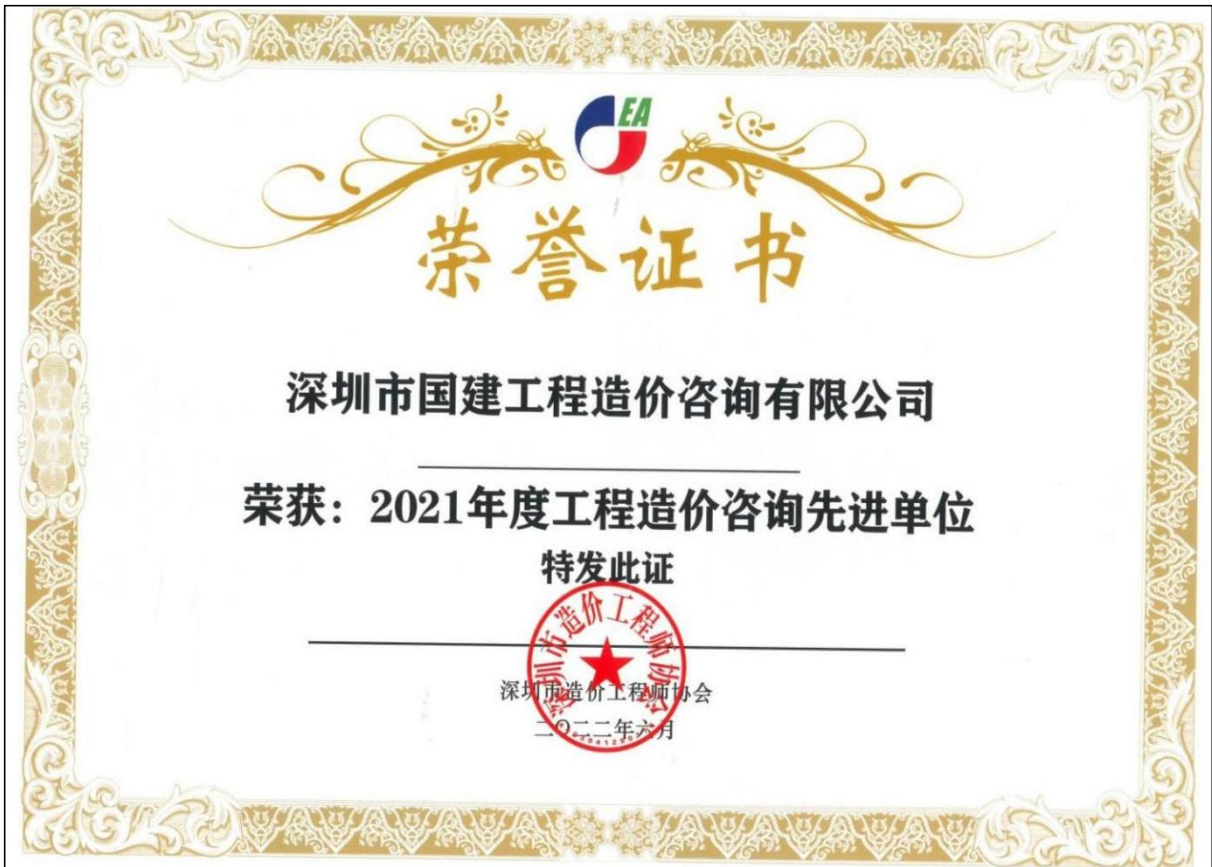 EA
荣誉证书
深圳市国建工程造价咨询有限公司
荣获：2021年度工程造价咨询先进单位
特发此证
深圳市造价工程师协会
深圳市造价工程师协会
二〇二二年六月